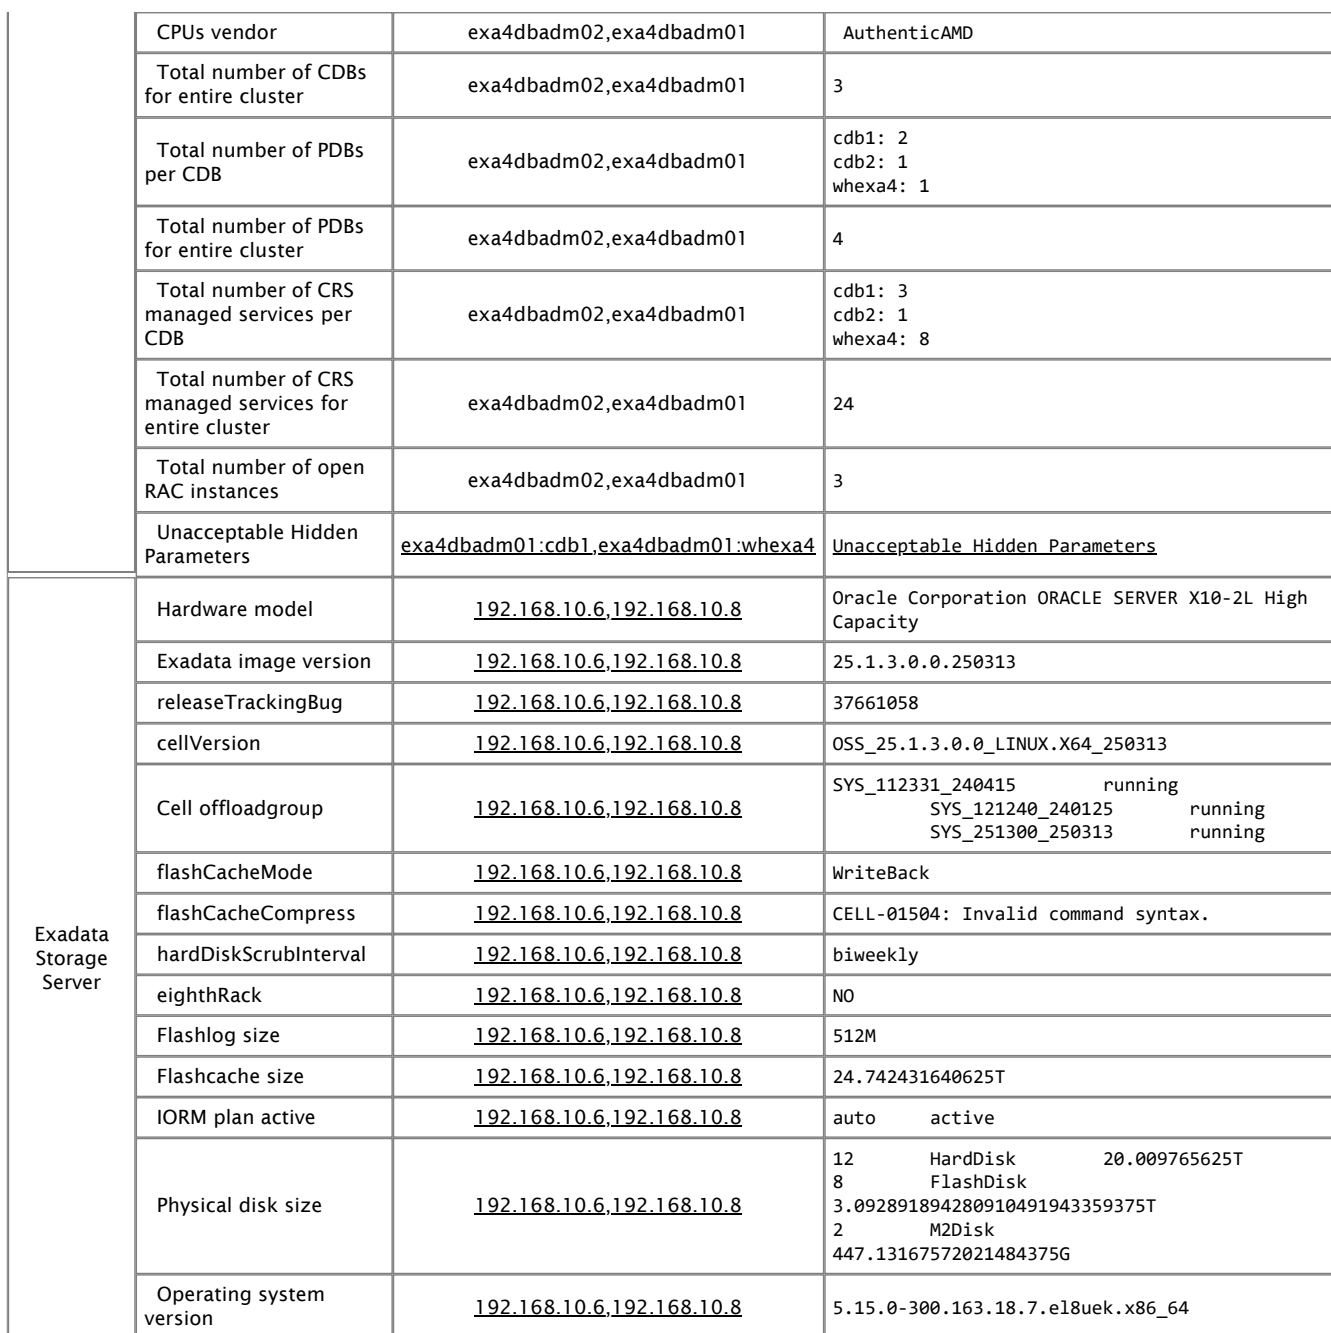 CPUs vendor exa4dbadm02,exa4dbadm01 AuthenticAMD
Total number of CDBs
for entire cluster exa4dbadm02,exa4dbadm01 3
Total number of PDBs
per CDB exa4dbadm02,exa4dbadm01 cdb1: 2
cdb2: 1
whexa4: 1
Total number of PDBs
for entire cluster exa4dbadm02,exa4dbadm01 4
Total number of CRS
managed services per
CDB exa4dbadm02,exa4dbadm01 cdb1: 3
cdb2: 1
whexa4: 8
Total number of CRS
managed services for
entire cluster exa4dbadm02,exa4dbadm01 24
Total number of open
RAC instances exa4dbadm02,exa4dbadm01 3
Unacceptable Hidden
Parameters exa4dbadm01:cdb1,exa4dbadm01:whexa4 Unacceptable Hidden Parameters
Exadata
Storage
Server
Hardware model 192.168.10.6,192.168.10.8 Oracle Corporation ORACLE SERVER X10-2L High
Capacity
Exadata image version 192.168.10.6,192.168.10.8 25.1.3.0.0.250313
releaseTrackingBug 192.168.10.6,192.168.10.8 37661058
cellVersion 192.168.10.6,192.168.10.8 OSS_25.1.3.0.0_LINUX.X64_250313
Cell offloadgroup 192.168.10.6,192.168.10.8 SYS_112331_240415 running
SYS_121240_240125 running
SYS_251300_250313 running
flashCacheMode 192.168.10.6,192.168.10.8 WriteBack
flashCacheCompress 192.168.10.6,192.168.10.8 CELL-01504: Invalid command syntax.
hardDiskScrubInterval 192.168.10.6,192.168.10.8 biweekly
eighthRack 192.168.10.6,192.168.10.8 NO
Flashlog size 192.168.10.6,192.168.10.8 512M
Flashcache size 192.168.10.6,192.168.10.8 24.742431640625T
IORM plan active 192.168.10.6,192.168.10.8 auto active
Physical disk size 192.168.10.6,192.168.10.8 12 HardDisk 20.009765625T
8 FlashDisk
3.092891894280910491943359375T
2 M2Disk
447.13167572021484375G
Operating system
version 192.168.10.6,192.168.10.8 5.15.0-300.163.18.7.el8uek.x86_64